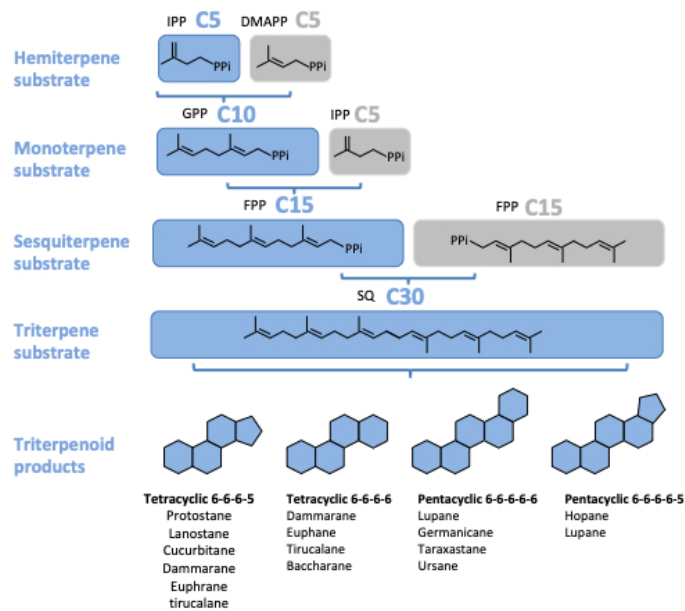 IPP C5 DMAPP C5
Hemiterpene
substrate
PPi PPi
GPP C10 IPP C5
Monoterpene
substrate
PPi PPi
FPP C15 FPP C15
Sesquiterpene
substrate
PPi PPi
SQ C30
Triterpene
substrate
Triterpenoid
products
Tetracyclic 6-6-6-5
Protostane
Lanostane
Cucurbitane
Dammarane
Euphrane
tirucalane
Tetracyclic 6-6-6-6
Dammarane
Euphane
Tirucalane
Baccharane
Pentacyclic 6-6-6-6-6
Lupane
Germanicane
Taraxastane
Ursane
Pentacyclic 6-6-6-6-5
Hopane
Lupane